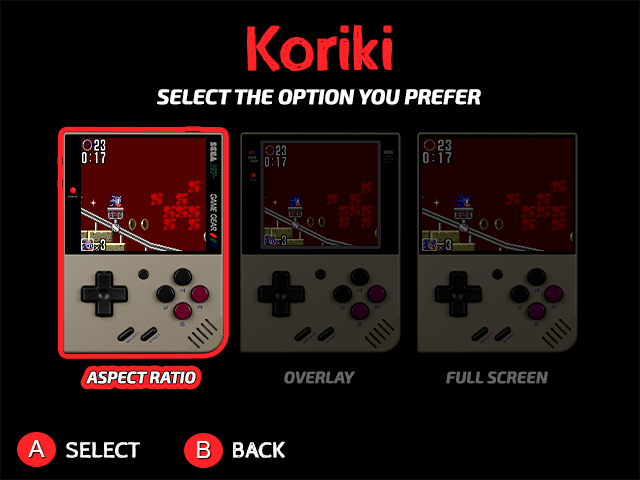 Koriki
SELECT THE OPTION YOU PREFER
23
0:17
SEGA
GAME GEAR
×3
23
0:17
×3
23
0:17
×3
ASPECT RATIO
OVERLAY
FULL SCREEN
A SELECT
B BACK